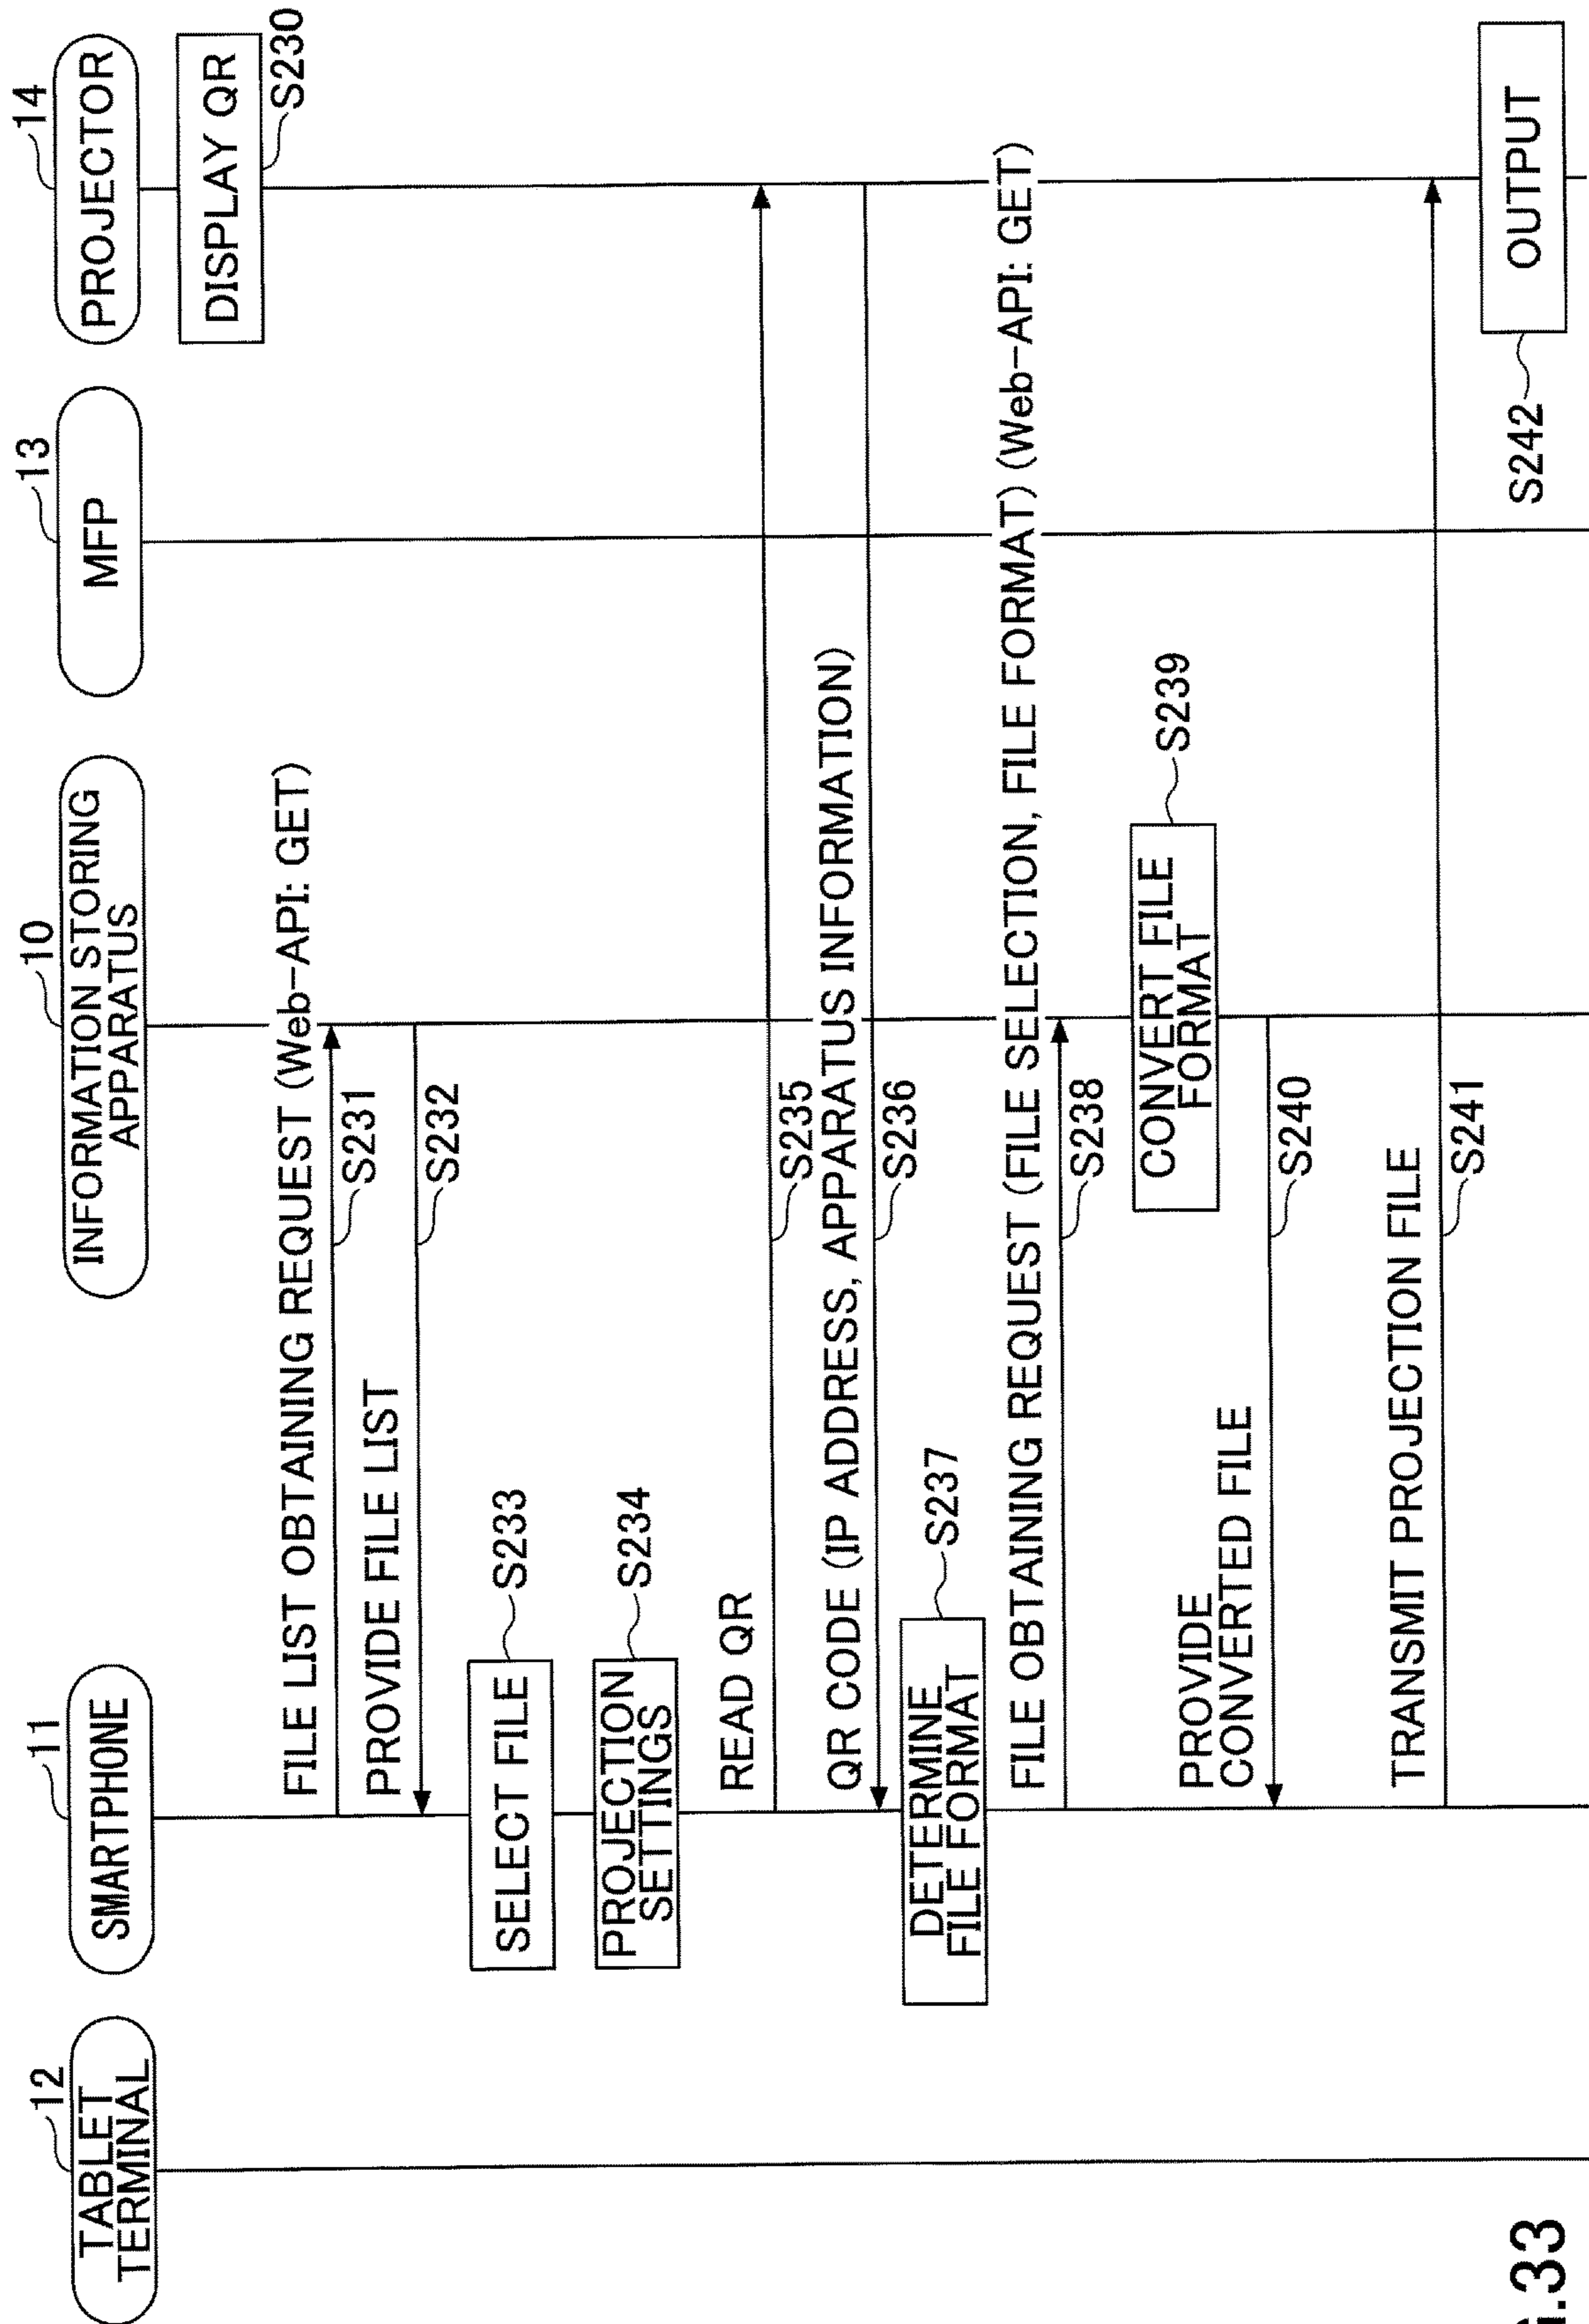 12
TABLET
TERMINAL
11
SMARTPHONE
10
INFORMATION STORING
APPARATUS
13
MFP
14
PROJECTOR
DISPLAY QR
S230
FILE LIST OBTAINING REQUEST (Web-API: GET)
S231
PROVIDE FILE LIST
S232
SELECT FILE
S233
PROJECTION
SETTINGS
S234
READ QR
S235
QR CODE (IP ADDRESS, APPARATUS INFORMATION)
S236
DETERMINE
FILE FORMAT
S237
FILE OBTAINING REQUEST (FILE SELECTION, FILE FORMAT) (Web-API: GET)
S238
CONVERT FILE
FORMAT
S239
PROVIDE
CONVERTED FILE
S240
TRANSMIT PROJECTION FILE
S241
OUTPUT
S242
.33